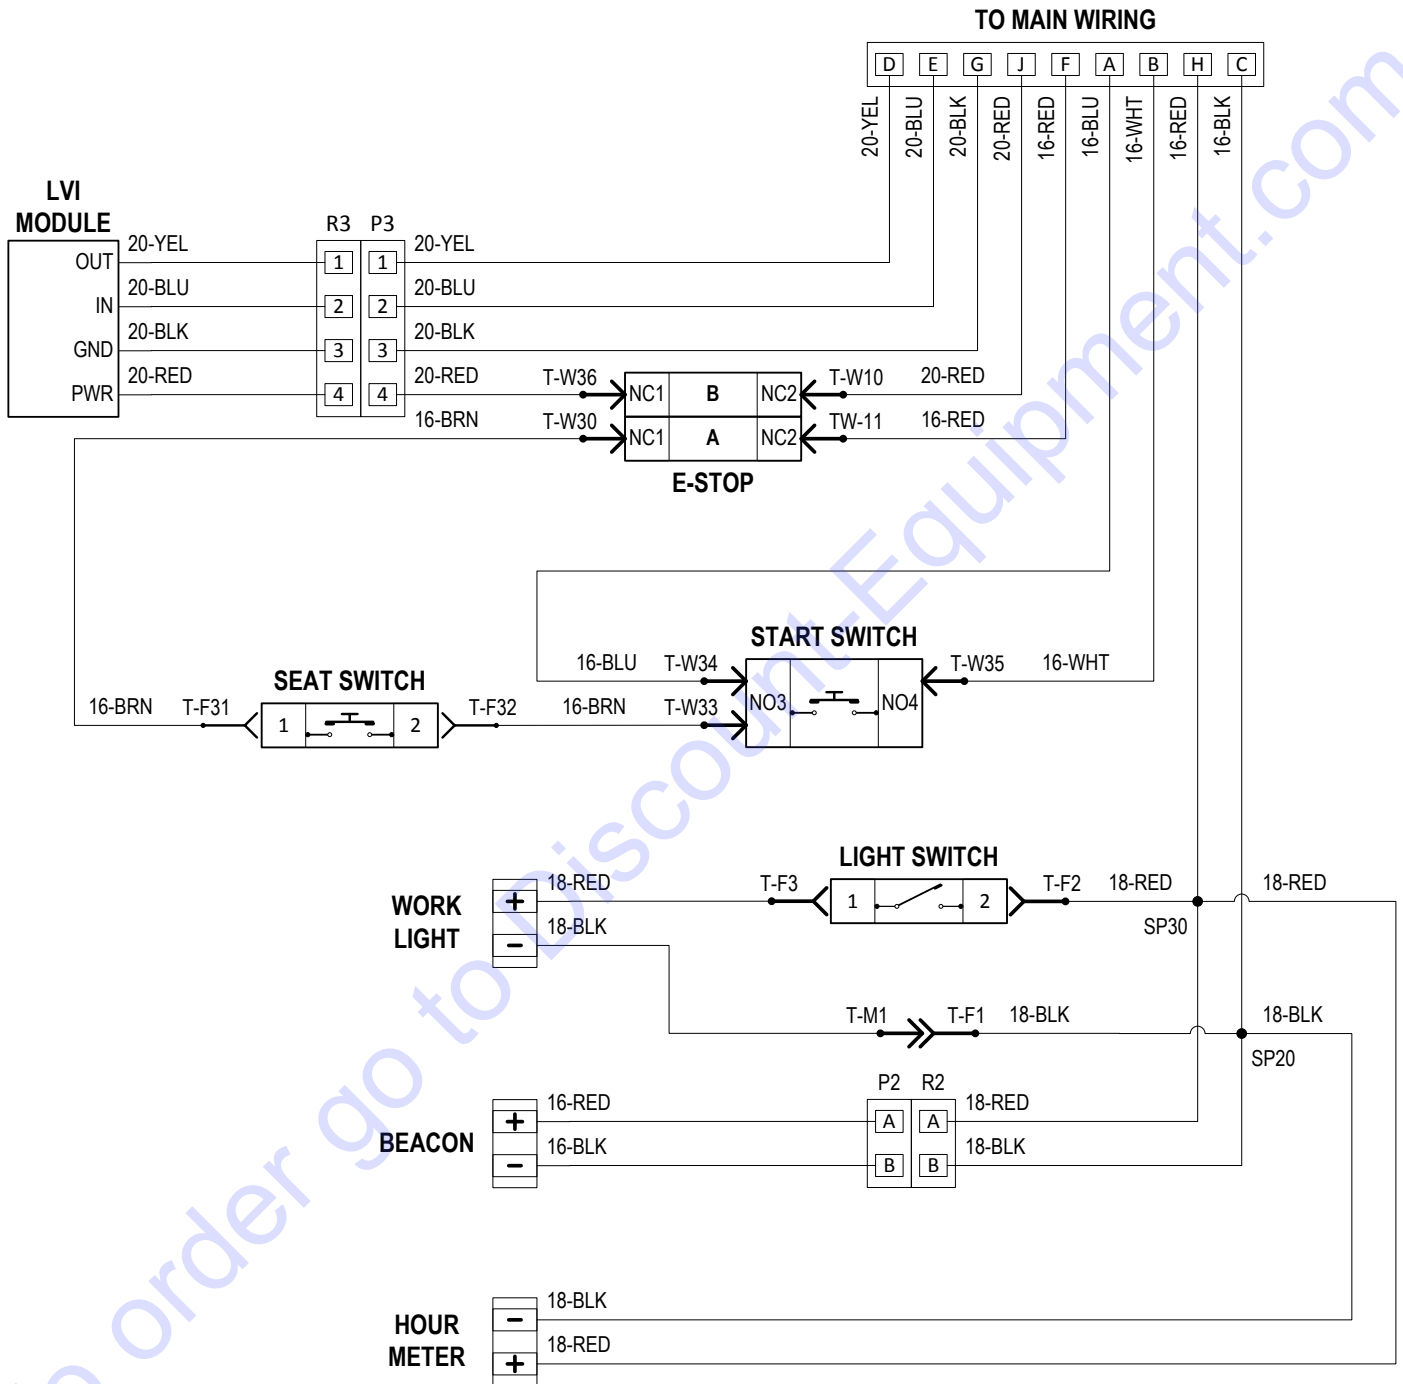 TO MAIN WIRING
D E G J F A B H C
20-YEL 20-BLU 20-BLK 20-RED 16-RED 16-BLU 16-WHT 16-RED 16-BLK
LVI
MODULE
R3 P3
OUT 20-YEL 1 1 20-YEL
IN 20-BLU 2 2 20-BLU
GND 20-BLK 3 3 20-BLK
PWR 20-RED 4 4 20-RED T-W36 NC1 B NC2 T-W10 20-RED
16-BRN T-W30 NC1 A NC2 TW-11 16-RED
E-STOP
START SWITCH
16-BLU T-W34 T-W35 16-WHT
SEAT SWITCH
NO3 NO4
16-BRN T-F31 1 2 T-F32 16-BRN T-W33
LIGHT SWITCH
WORK
LIGHT
+ 18-RED T-F3 1 2 T-F2 18-RED 18-RED
SP30
- 18-BLK
T-M1 T-F1 18-BLK 18-BLK
SP20
P2 R2
BEACON
+ 16-RED A A 18-RED
- 16-BLK B B 18-BLK
HOUR
METER
- 18-BLK
+ 18-RED
o order go to Discount-Equipment.com